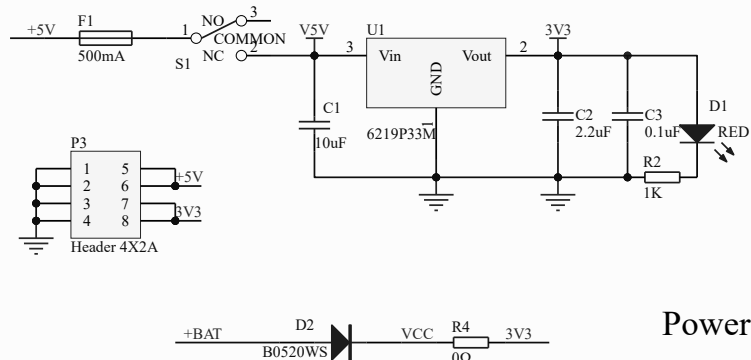 +5V
F1
500mA
1
NO
3
COMMON
NC
2
S1
V5V
C1
10uF
U1
3
Vin
GND
Vout
2
1
6219P33M
3V3
C2
2.2uF
C3
0.1uF
D1
RED
R2
1K
P3
1 5
2 6
3 7
4 8
+5V
3V3
Header 4X2A
+BAT
D2
B0520WS
VCC
R4
0Ω
3V3
Power